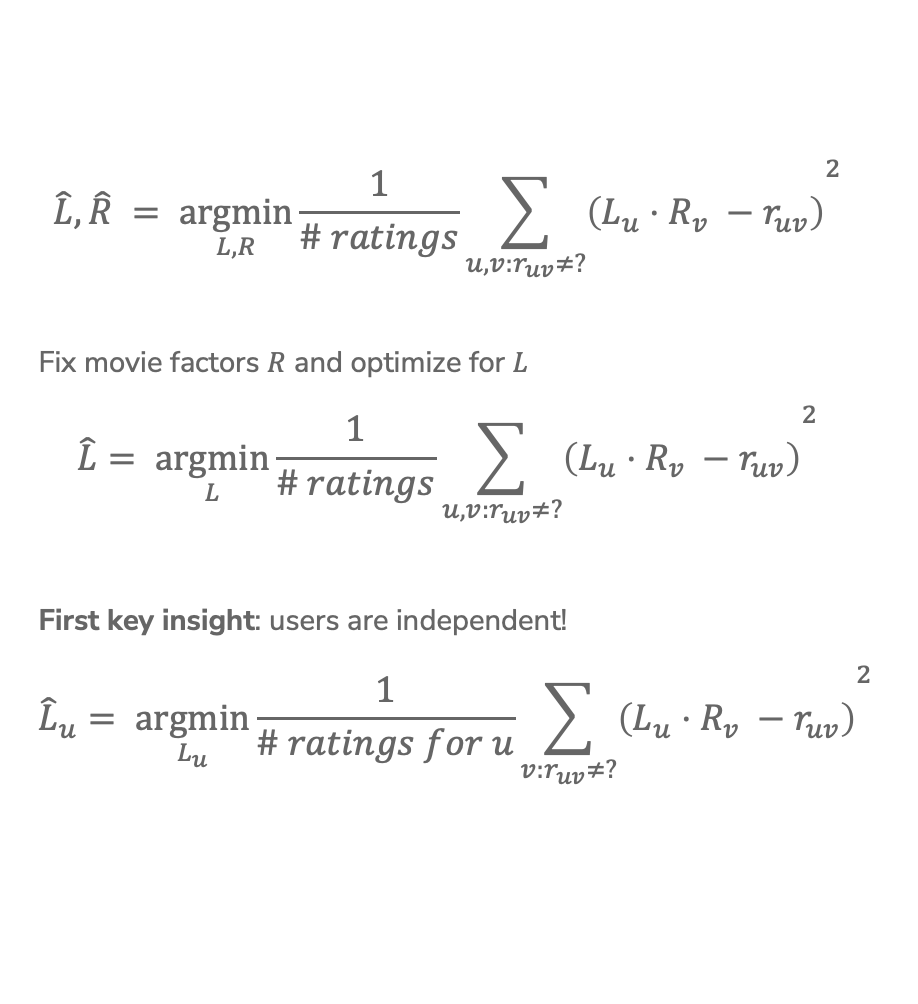 L̂, R̂ = argmin_{L,R} 1/(# ratings) ∑_{u,v:r_{uv}≠?} (L_u · R_v − r_{uv})^2
Fix movie factors R and optimize for L
L̂ = argmin_L 1/(# ratings) ∑_{u,v:r_{uv}≠?} (L_u · R_v − r_{uv})^2
First key insight: users are independent!
L̂_u = argmin_{L_u} 1/(# ratings for u) ∑_{v:r_{uv}≠?} (L_u · R_v − r_{uv})^2